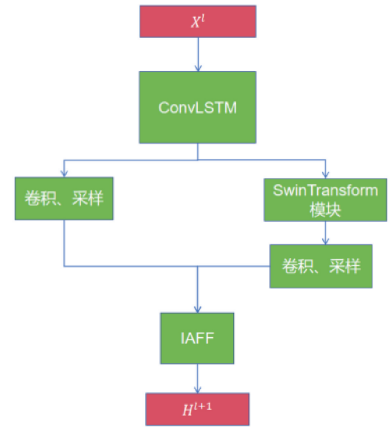 X^l
ConvLSTM
卷积、采样
SwinTransform
模块
卷积、采样
IAFF
H^{l+1}